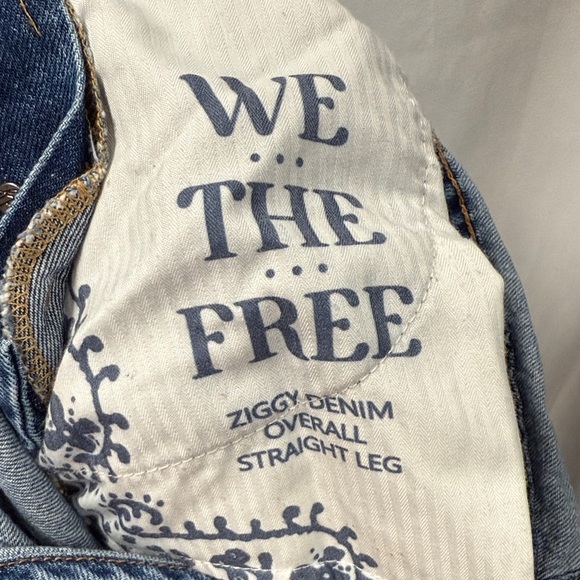 WE
THE
FREE
ZIGGY DENIM
OVERALL
STRAIGHT LEG